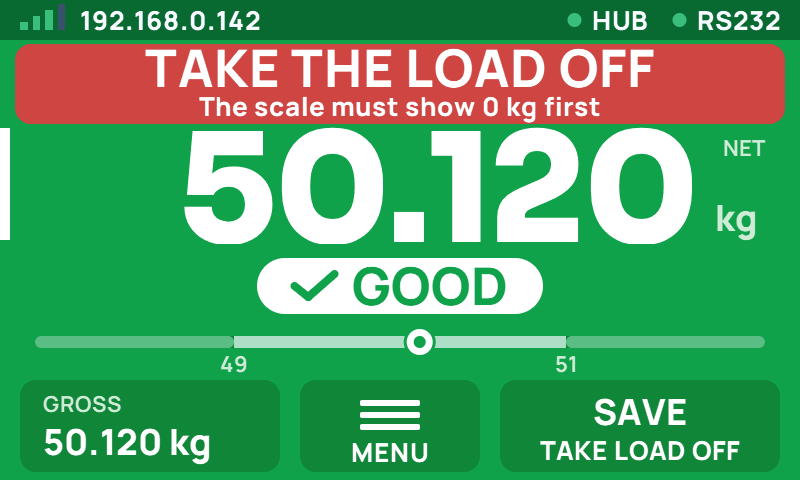 192.168.0.142
HUB
RS232
TAKE THE LOAD OFF
The scale must show 0 kg first
50.120
NET
kg
GOOD
49
51
GROSS
50.120 kg
MENU
SAVE
TAKE LOAD OFF